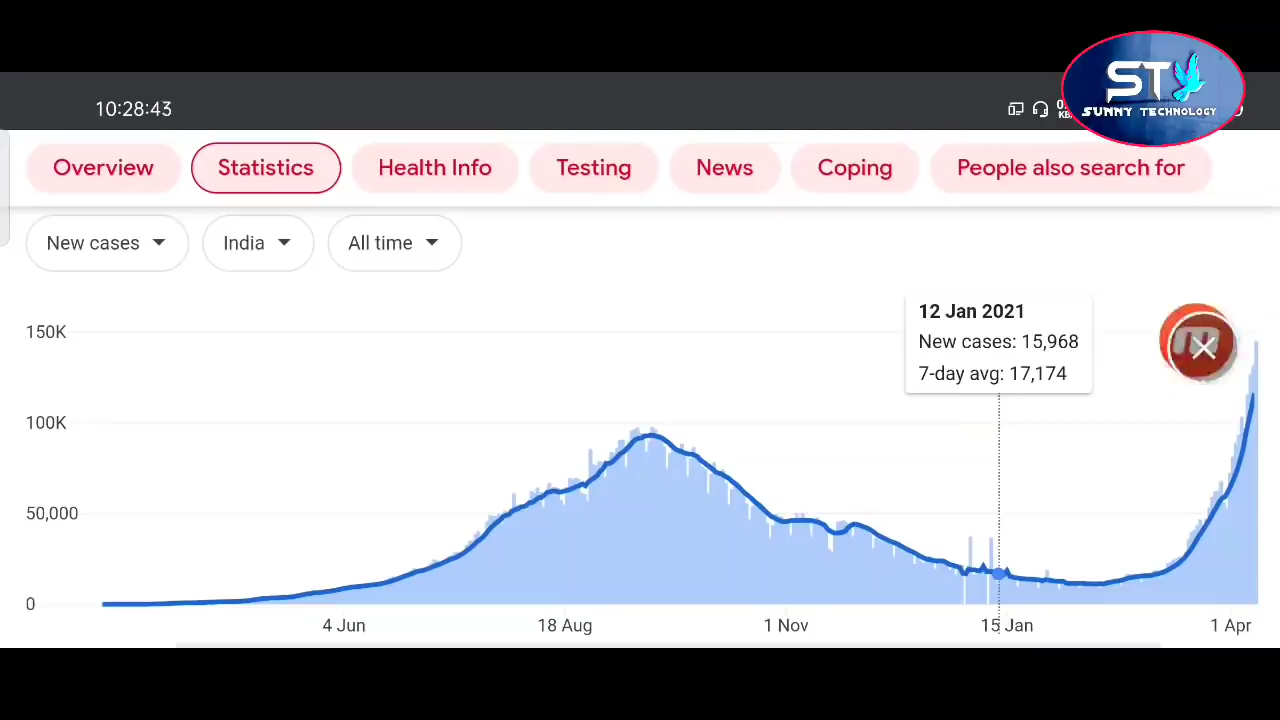 10:28:43
ST
SUNNY TECHNOLOGY
Overview
Statistics
Health Info
Testing
News
Coping
People also search for
New cases
India
All time
12 Jan 2021
New cases: 15,968
7-day avg: 17,174
150K
100K
50,000
0
4 Jun
18 Aug
1 Nov
15 Jan
1 Apr